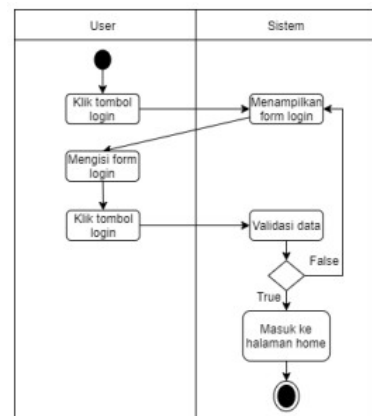 User
Sistem
Klik tombol
login
Menampilkan
form login
Mengisi form
login
Klik tombol
login
Validasi data
False
True
Masuk ke
halaman home